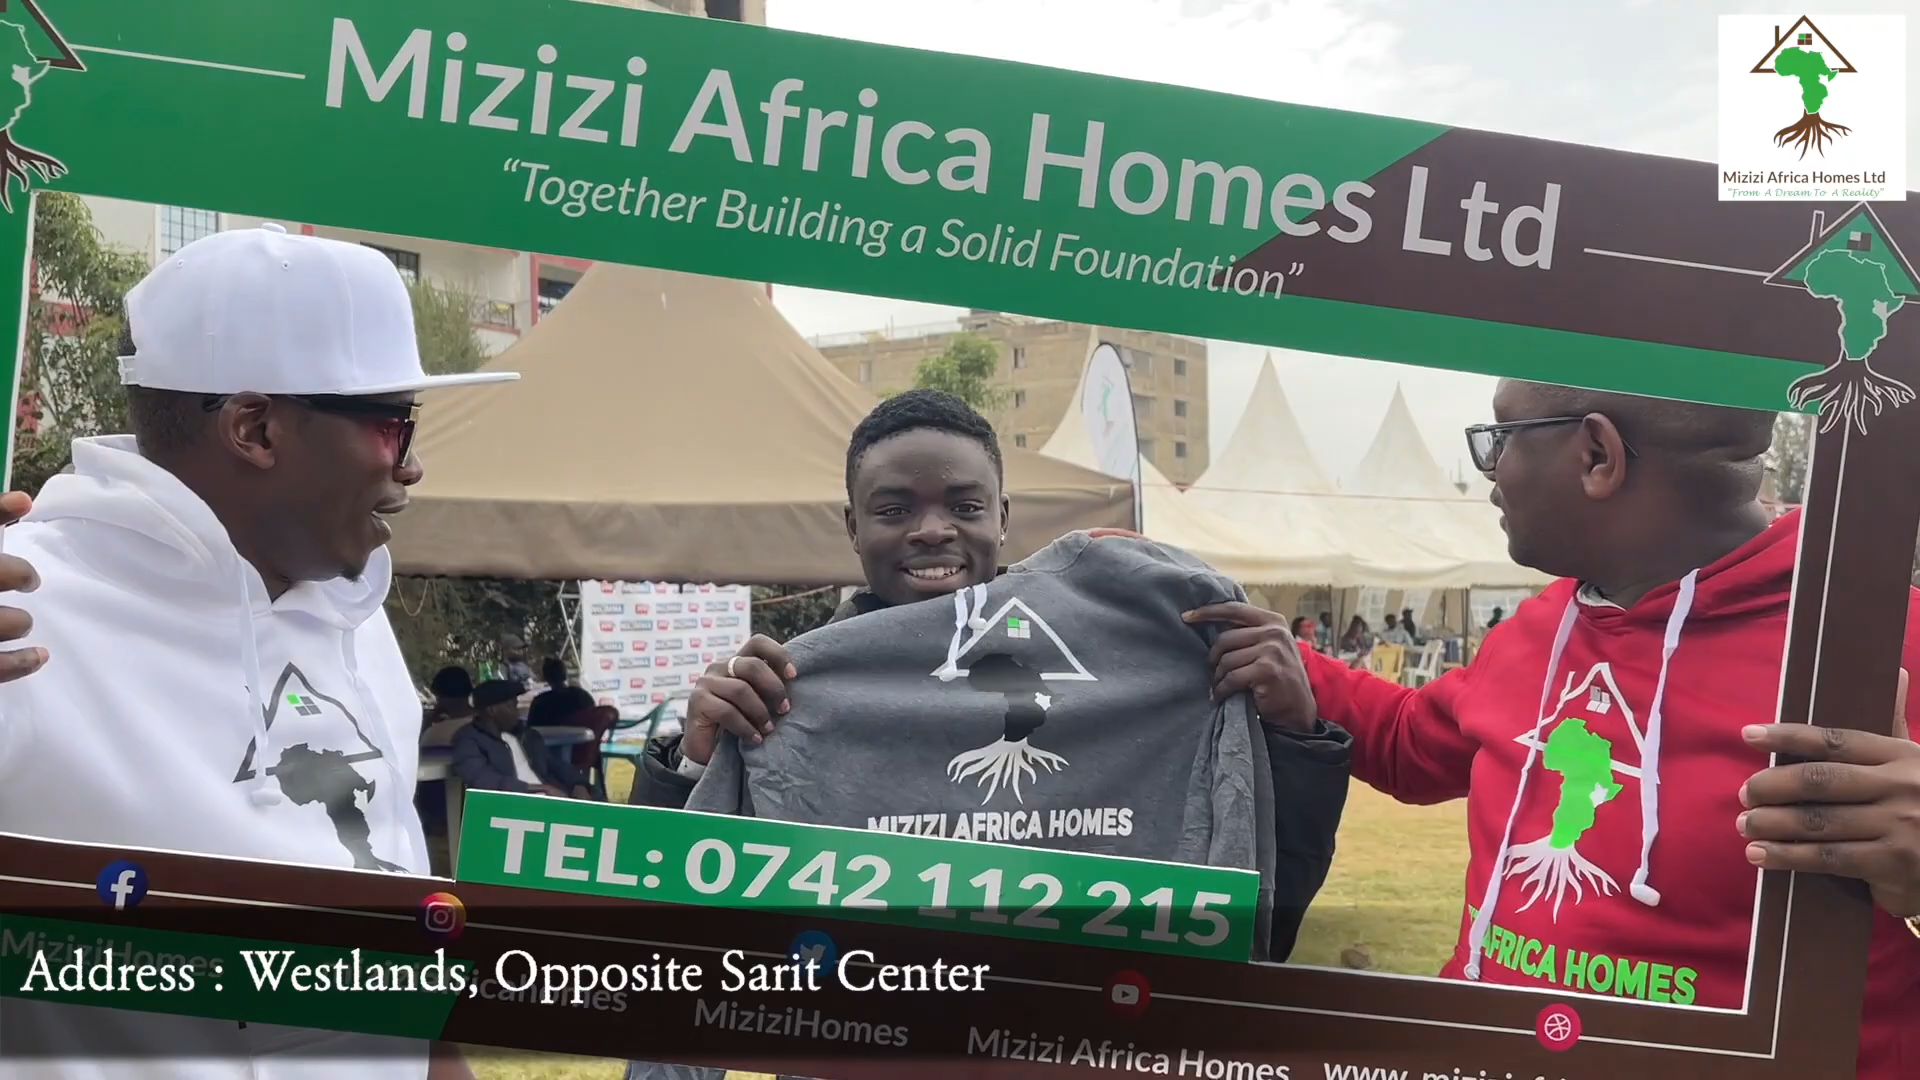 Mizizi Africa Homes Ltd
“Together Building a Solid Foundation”
Mizizi Africa Homes Ltd
"From A Dream To A Reality"
MIZIZI AFRICA HOMES
AFRICA HOMES
TEL: 0742 112 215
MiziziHomes
Address : Westlands, Opposite Sarit Center
MiziziHomes
Mizizi Africa Homes